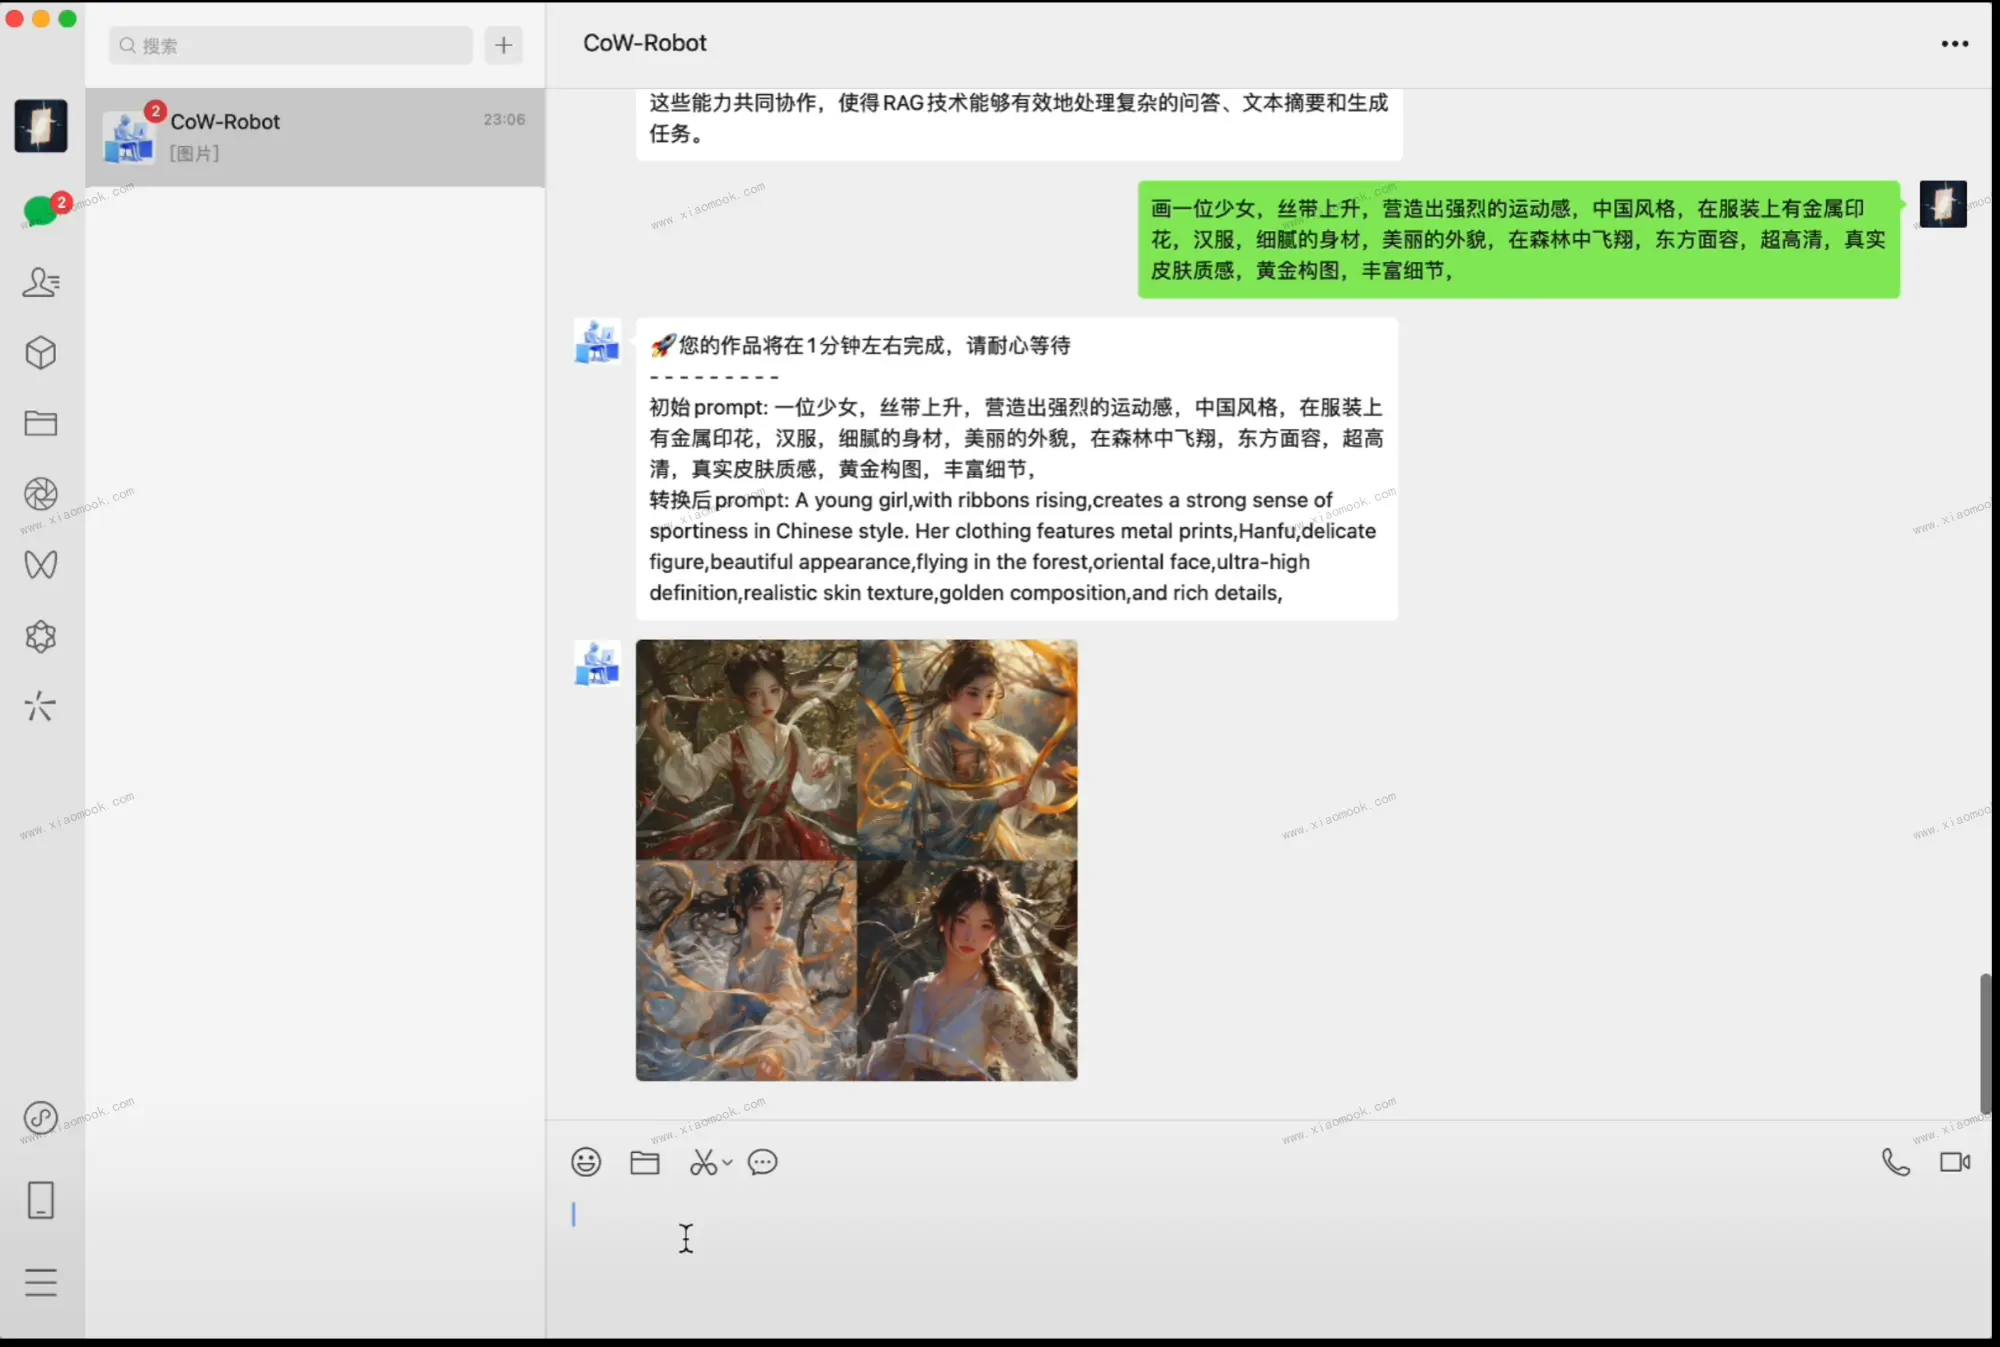 搜索
CoW-Robot
2
CoW-Robot
23:06
[图片]
2
这些能力共同协作，使得RAG技术能够有效地处理复杂的问答、文本摘要和生成
任务。
画一位少女，丝带上升，营造出强烈的运动感，中国风格，在服装上有金属印
花，汉服，细腻的身材，美丽的外貌，在森林中飞翔，东方面容，超高清，真实
皮肤质感，黄金构图，丰富细节，
🚀您的作品将在1分钟左右完成，请耐心等待
---------
初始prompt: 一位少女，丝带上升，营造出强烈的运动感，中国风格，在服装上
有金属印花，汉服，细腻的身材，美丽的外貌，在森林中飞翔，东方面容，超高
清，真实皮肤质感，黄金构图，丰富细节，
转换后prompt: A young girl,with ribbons rising,creates a strong sense of
sportiness in Chinese style. Her clothing features metal prints,Hanfu,delicate
figure,beautiful appearance,flying in the forest,oriental face,ultra-high
definition,realistic skin texture,golden composition,and rich details,
www.xiaomook.com